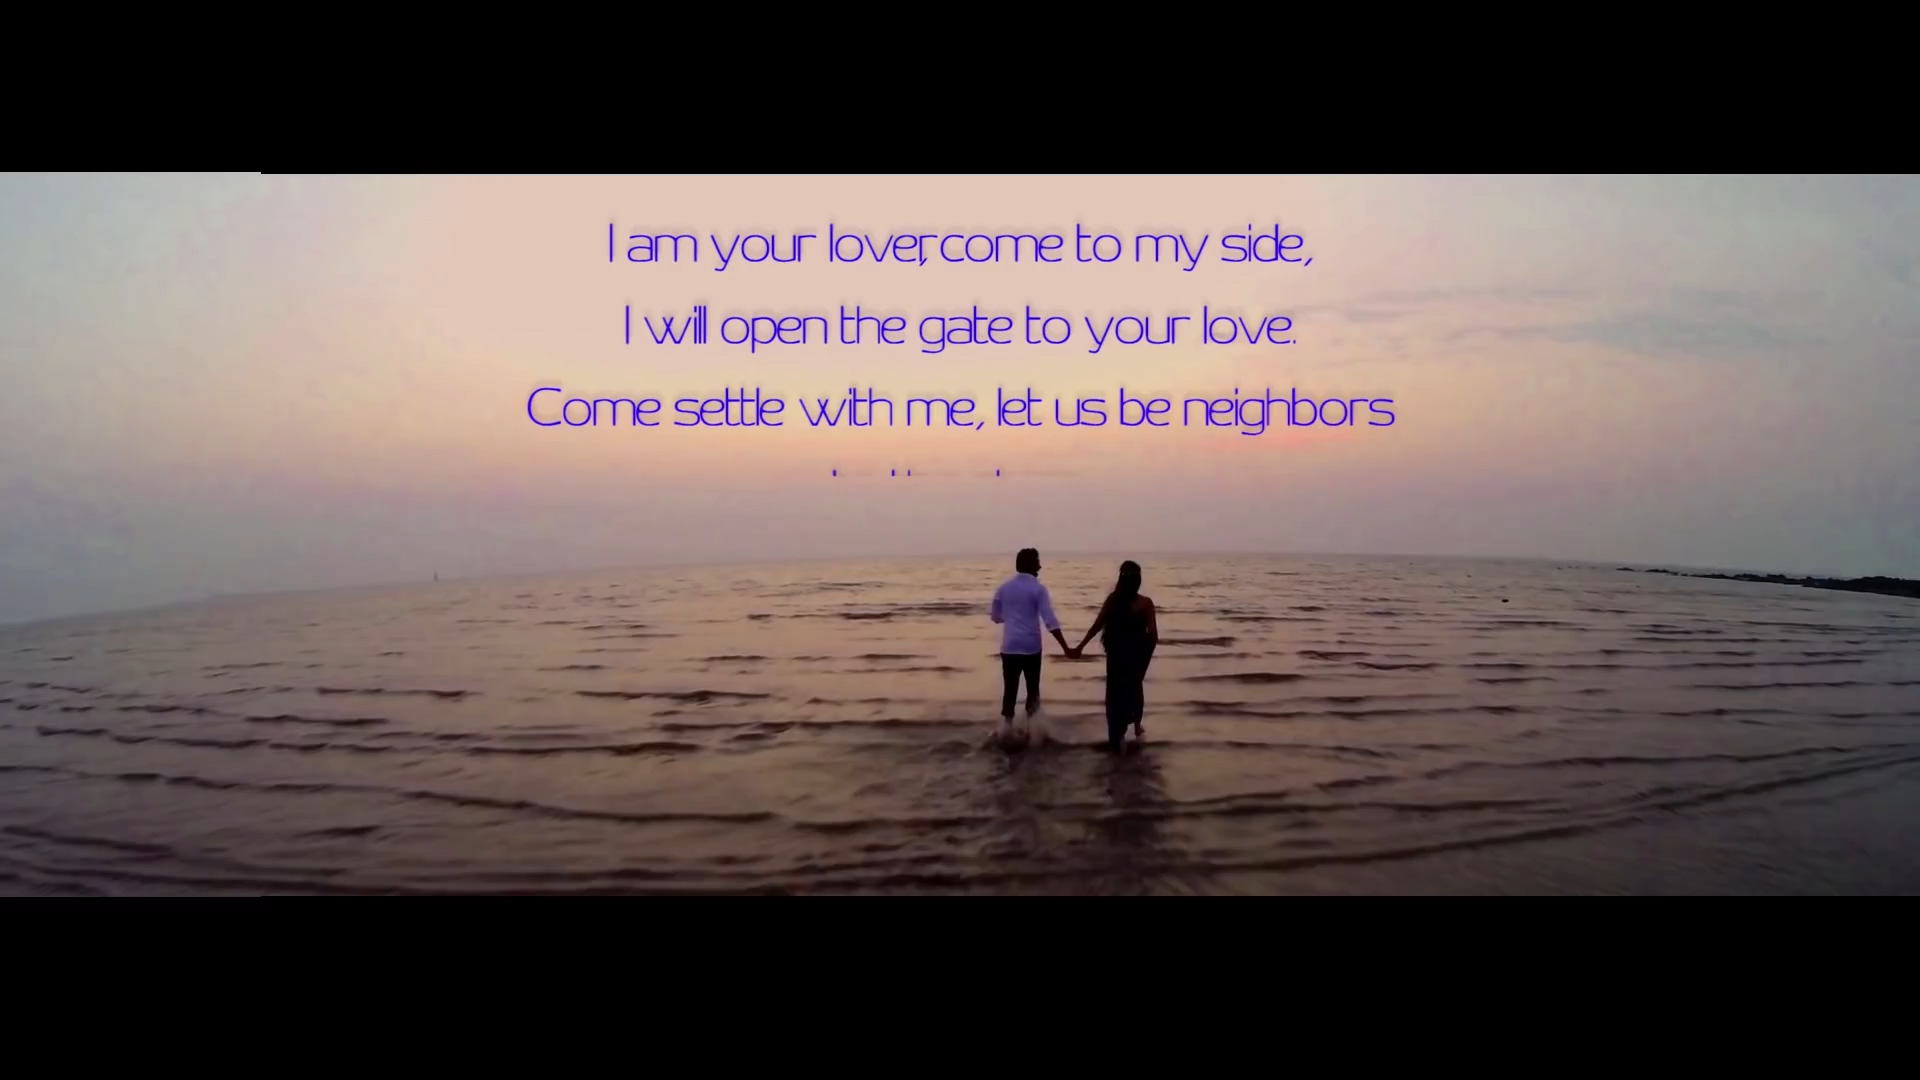 I am your lover, come to my side,
I will open the gate to your love.
Come settle with me, let us be neighbors